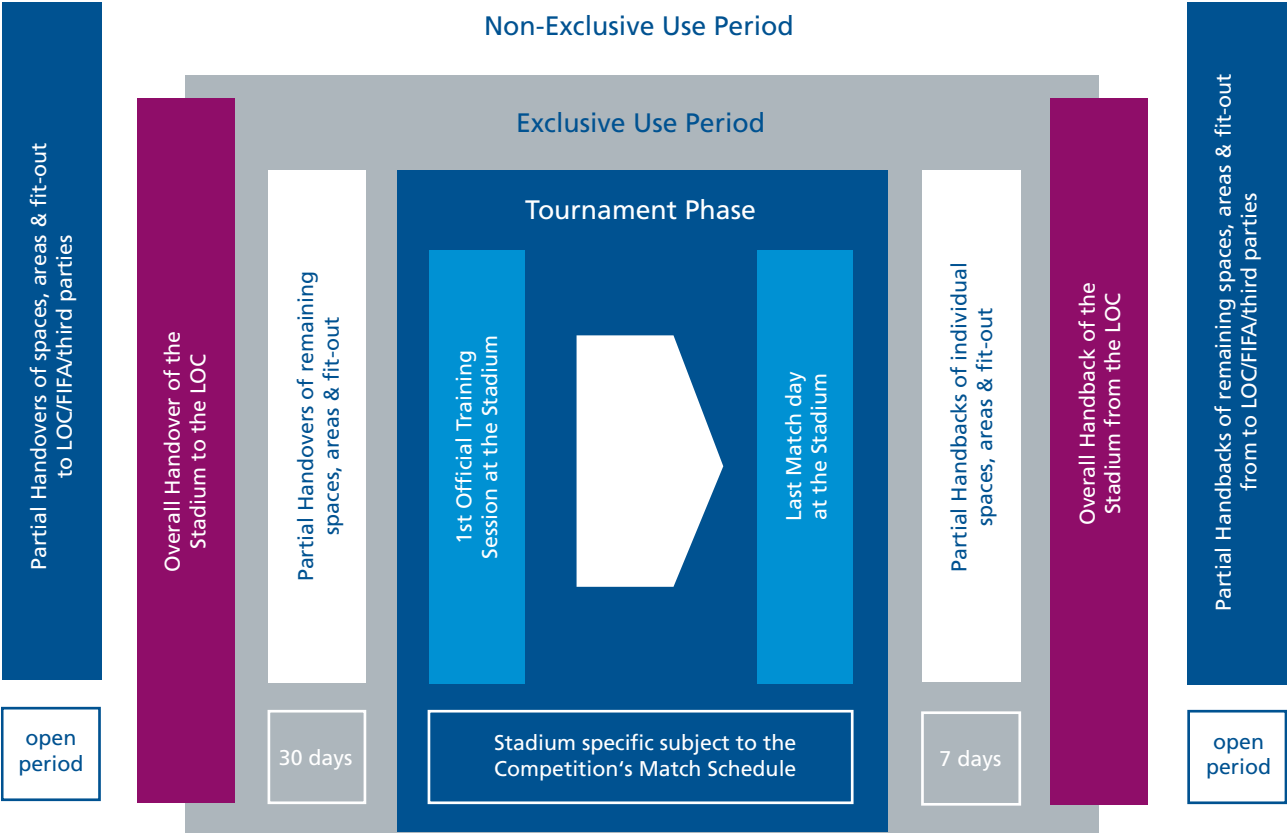 Non-Exclusive Use Period
Exclusive Use Period
Tournament Phase
Partial Handovers of spaces, areas & fit-out
to LOC/FIFA/third parties
open
period
Overall Handover of the
Stadium to the LOC
Partial Handovers of remaining
spaces, areas & fit-out
30 days
1st Official Training
Session at the Stadium
Last Match day
at the Stadium
Stadium specific subject to the
Competition‘s Match Schedule
Partial Handbacks of individual
spaces, areas & fit-out
7 days
Overall Handback of the
Stadium from the LOC
Partial Handbacks of remaining spaces, areas & fit-out
from to LOC/FIFA/third parties
open
period